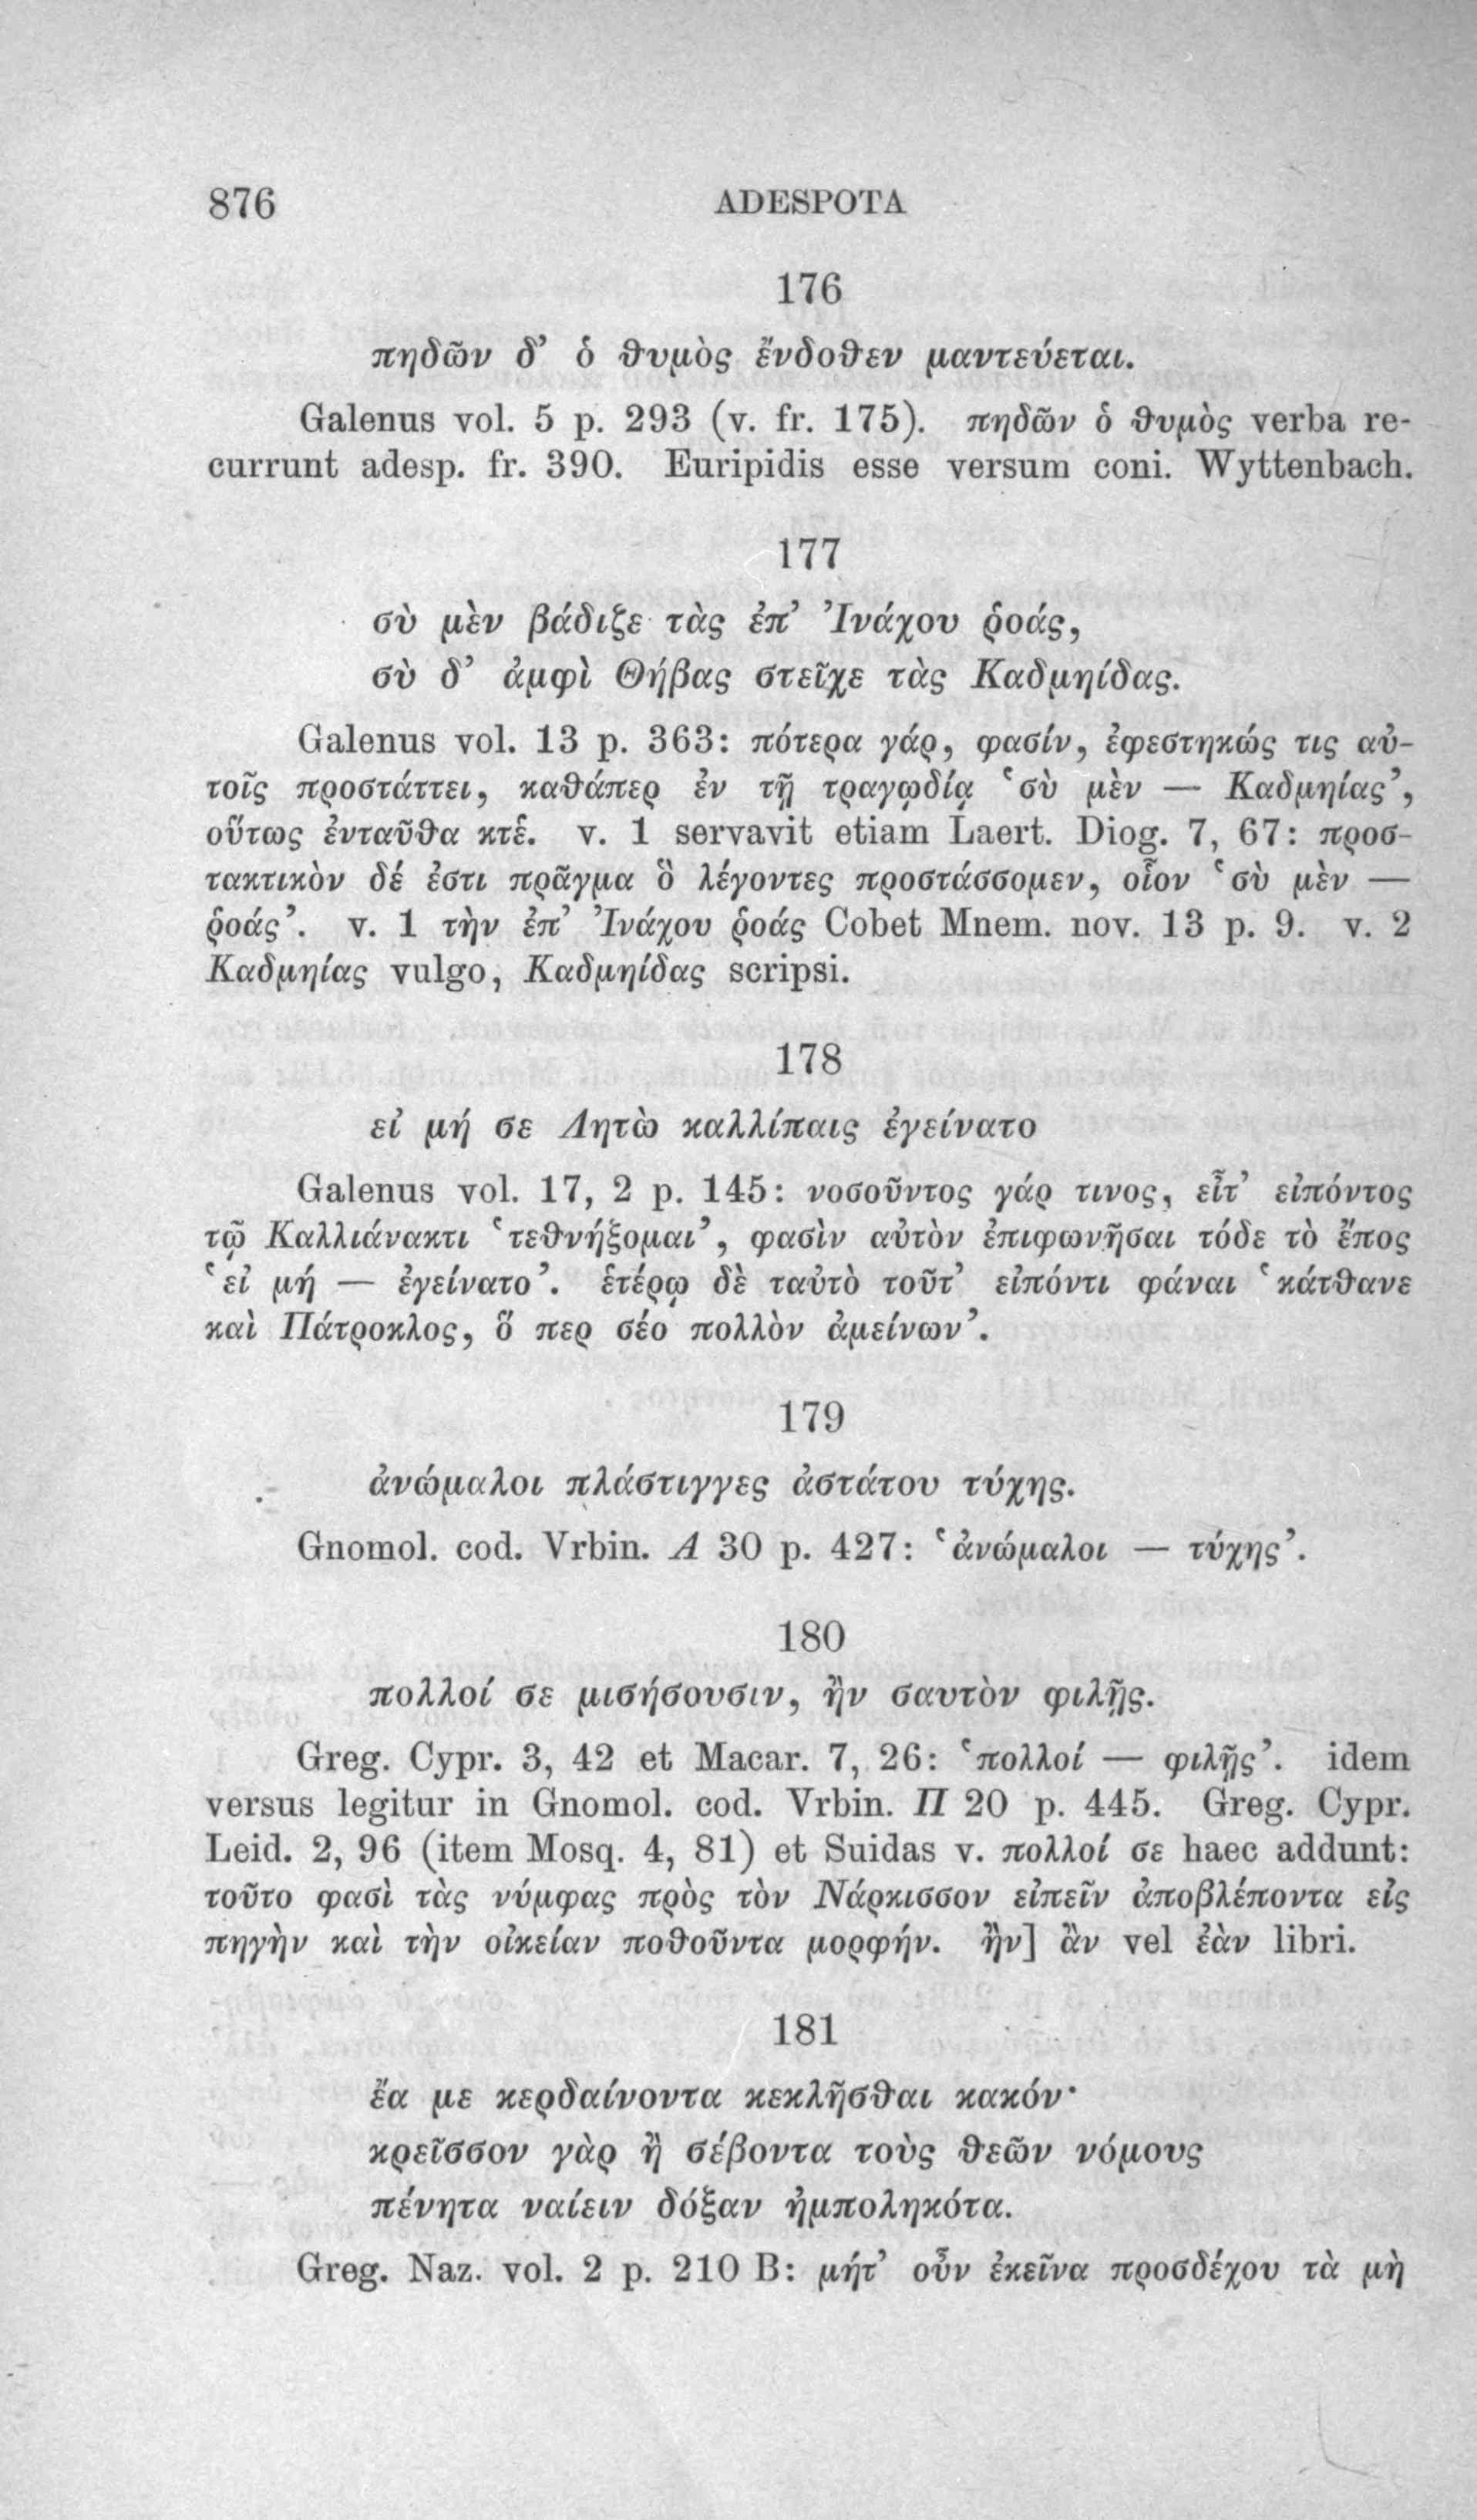 876 ADESPOTA
176
πηδῶν δ’ ὁ θυμὸς ἔνδοθεν μαντεύεται.
Galenus vol. 5 p. 293 (v. fr. 175). πηδῶν ὁ θυμὸς verba re-
currunt adesp. fr. 390. Euripidis esse versum coni. Wyttenbach.
177
σὺ μὲν βάδιζε τὰς ἐπ’ Ἰνάχου ῥοάς,
σὺ δ’ ἀμφὶ Θήβας στεῖχε τὰς Καδμηίδας.
Galenus vol. 13 p. 363: πότερα γάρ, φασίν, ἐφεστηκώς τις αὐ-
τοῖς προστάττει, καθάπερ ἐν τῇ τραγῳδίᾳ ‘σὺ μὲν — Καδμηίας’,
οὕτως ἐνταῦθα κτἑ. v. 1 servavit etiam Laert. Diog. 7, 67: προσ-
τακτικὸν δέ ἐστι πρᾶγμα ὃ λέγοντες προστάσσομεν, οἷον ‘σὺ μὲν —
ῥοάς’. v. 1 τὴν ἐπ’ Ἰνάχου ῥοάς Cobet Mnem. nov. 13 p. 9. v. 2
Καδμηίας vulgo, Καδμηίδας scripsi.
178
εἰ μή σε Λητὼ καλλίπαις ἐγείνατο
Galenus vol. 17, 2 p. 145: νοσοῦντος γάρ τινος, εἶτ’ εἰπόντος
τῷ Καλλιάνακτι ‘τεθνήξομαι’, φασὶν αὐτὸν ἐπιφωνῆσαι τόδε τὸ ἔπος
‘εἰ μή — ἐγείνατο’. ἑτέρῳ δὲ ταὐτὸ τοῦτ’ εἰπόντι φάναι ‘κάτθανε
καὶ Πάτροκλος, ὅ περ σέο πολλὸν ἀμείνων’.
179
ἀνώμαλοι πλάστιγγες ἀστάτου τύχης.
Gnomol. cod. Vrbin. Α 30 p. 427: ‘ἀνώμαλοι — τύχης’.
180
πολλοί σε μισήσουσιν, ἢν σαυτὸν φιλῇς.
Greg. Cypr. 3, 42 et Macar. 7, 26: ‘πολλοί — φιλῇς’. idem
versus legitur in Gnomol. cod. Vrbin. Π 20 p. 445. Greg. Cypr.
Leid. 2, 96 (item Mosq. 4, 81) et Suidas v. πολλοί σε haec addunt:
τοῦτο φασὶ τὰς νύμφας πρὸς τὸν Νάρκισσον εἰπεῖν ἀποβλέποντα εἰς
πηγὴν καὶ τὴν οἰκείαν ποθοῦντα μορφήν. ἢν] ἂν vel ἐὰν libri.
181
ἔα με κερδαίνοντα κεκλῆσθαι κακόν·
κρεῖσσον γὰρ ἢ σέβοντα τοὺς θεῶν νόμους
πένητα ναίειν δόξαν ἠμποληκότα.
Greg. Naz. vol. 2 p. 210 B: μήτ’ οὖν ἐκεῖνα προσδέχου τὰ μὴ